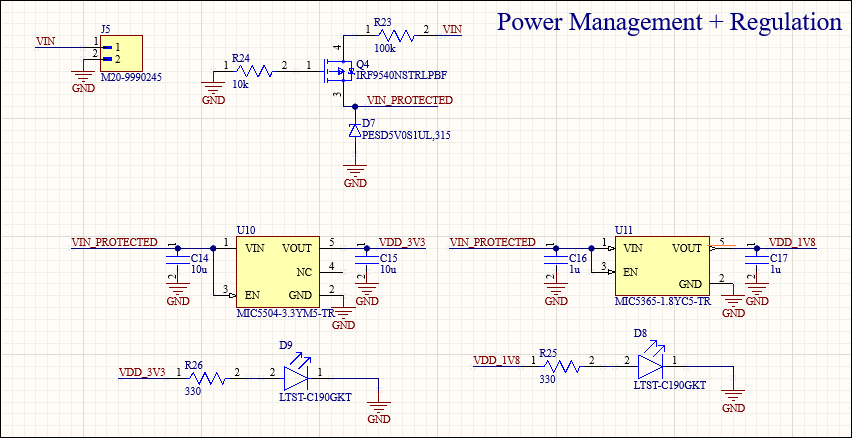 Power Management + Regulation
J5
VIN 1 1
2 2
GND
M20-9990245
R23
1 2 VIN
100k
4
R24
1 2 1
10k
GND
Q4
IRF9540NSTRLPBF
3
VIN_PROTECTED
D7
PESD5V0S1UL,315
GND
U10
VIN_PROTECTED 1 VIN VOUT 5 VDD_3V3
1 C14 10u 2 GND
NC 4
3 EN GND 2
GND
MIC5504-3.3YM5-TR
1 C15 10u 2 GND
U11
VIN_PROTECTED 1 VIN VOUT 5 VDD_1V8
1 C16 1u 2 GND
3 EN
GND 2
GND
MIC5365-1.8YC5-TR
1 C17 1u 2 GND
D9
R26
VDD_3V3 1 2 2 1
330
LTST-C190GKT
GND
D8
R25
VDD_1V8 1 2 2 1
330
LTST-C190GKT
GND